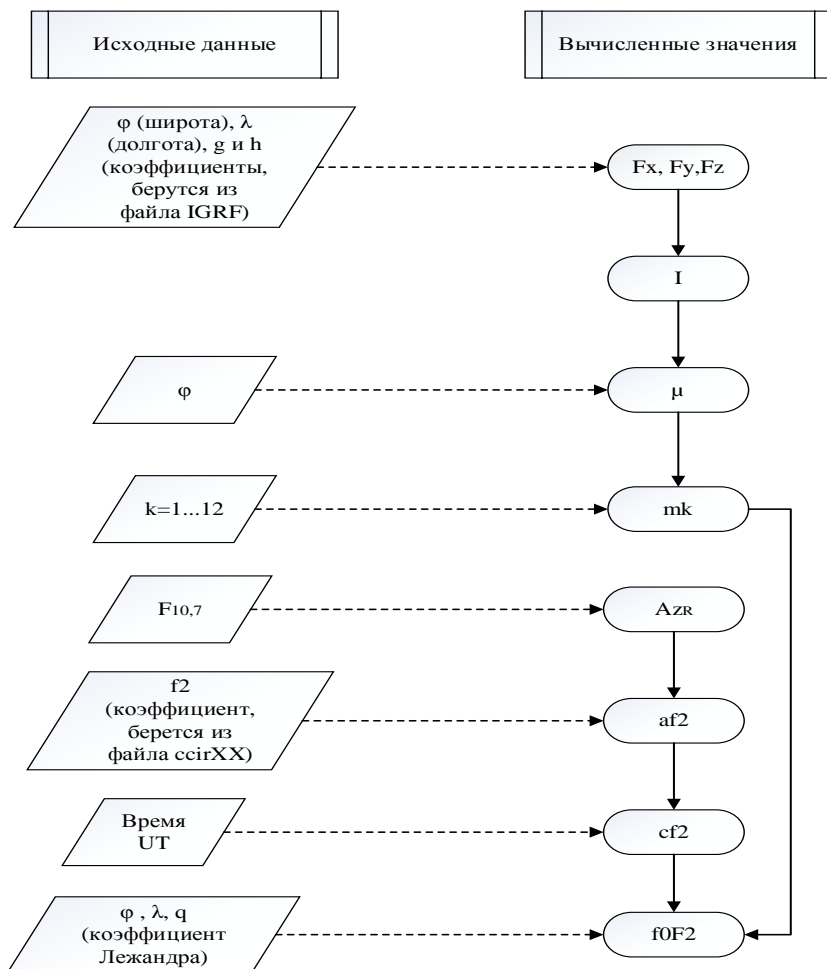 Исходные данные
Вычисленные значения
φ (широта), λ
(долгота), g и h
(коэффициенты,
берутся из
файла IGRF)
Fx, Fy,Fz
I
φ
μ
k=1...12
mk
F10,7
AZR
f2
(коэффициент,
берется из
файла ccirXX)
af2
Время
UT
cf2
φ , λ, q
(коэффициент
Лежандра)
f0F2